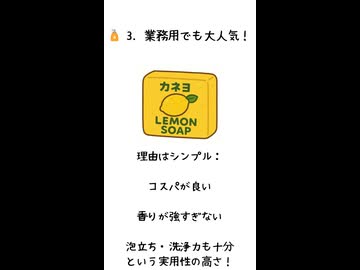 3. 業務用でも大人気!
カネヨ
LEMON
SOAP
理由はシンプル:
コスパが良い
香りが強すぎない
泡立ち・洗浄力も十分
という実用性の高さ!